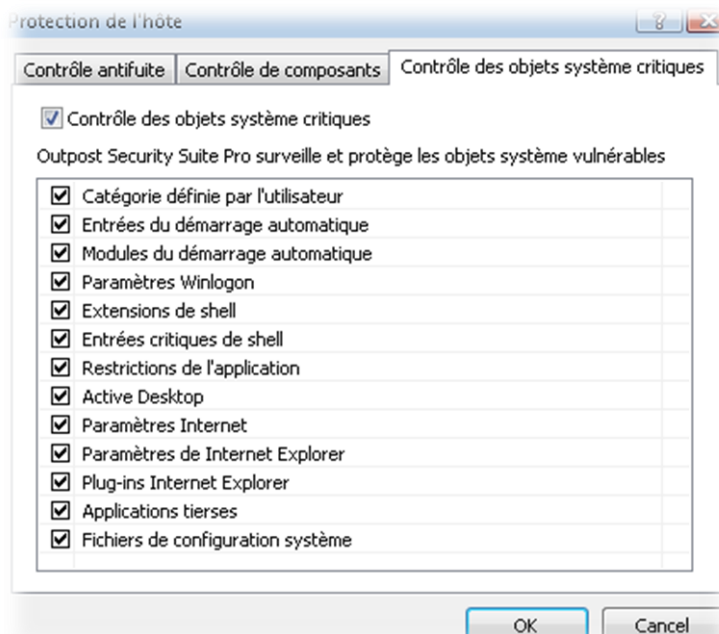 Protection de l'hôte
Contrôle antifuite
Contrôle de composants
Contrôle des objets système critiques
Contrôle des objets système critiques
Outpost Security Suite Pro surveille et protège les objets système vulnérables
Catégorie définie par l'utilisateur
Entrées du démarrage automatique
Modules du démarrage automatique
Paramètres Winlogon
Extensions de shell
Entrées critiques de shell
Restrictions de l'application
Active Desktop
Paramètres Internet
Paramètres de Internet Explorer
Plug-ins Internet Explorer
Applications tierses
Fichiers de configuration système
OK
Cancel